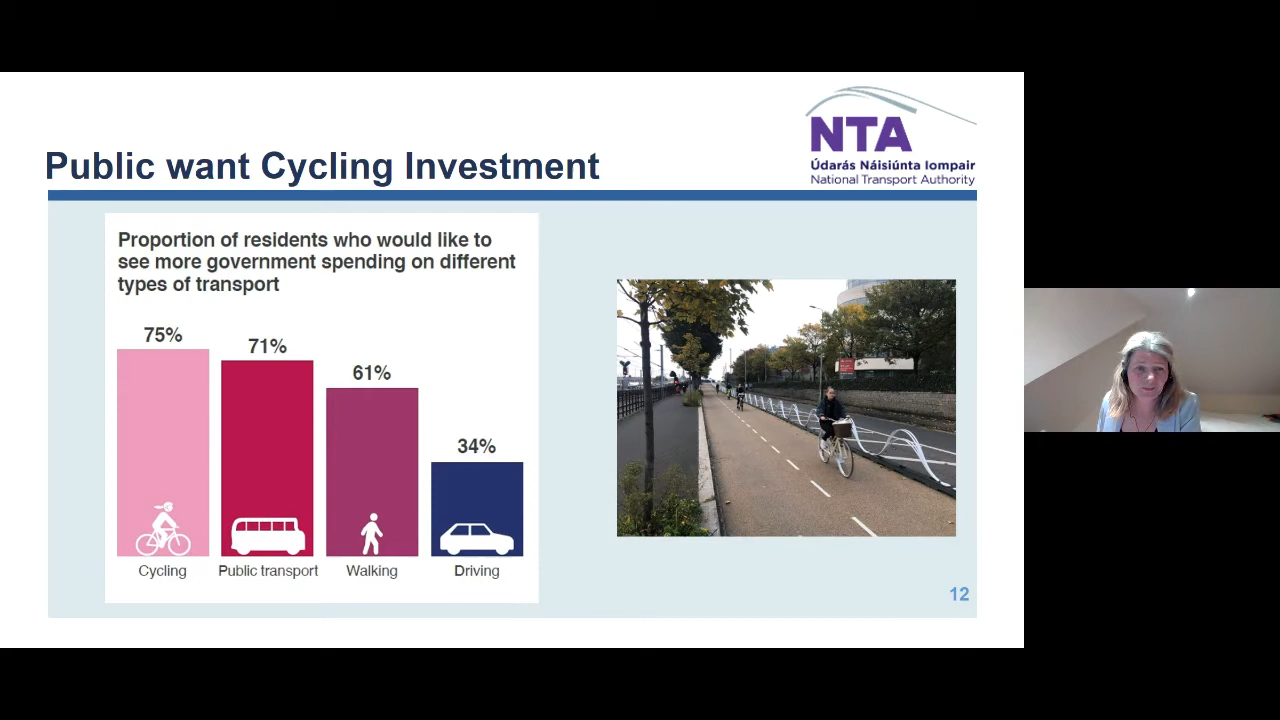 NTA
Údarás Náisiúnta Iompair
National Transport Authority
Public want Cycling Investment
Proportion of residents who would like to
see more government spending on different
types of transport
75%
71%
61%
34%
Cycling
Public transport
Walking
Driving
12